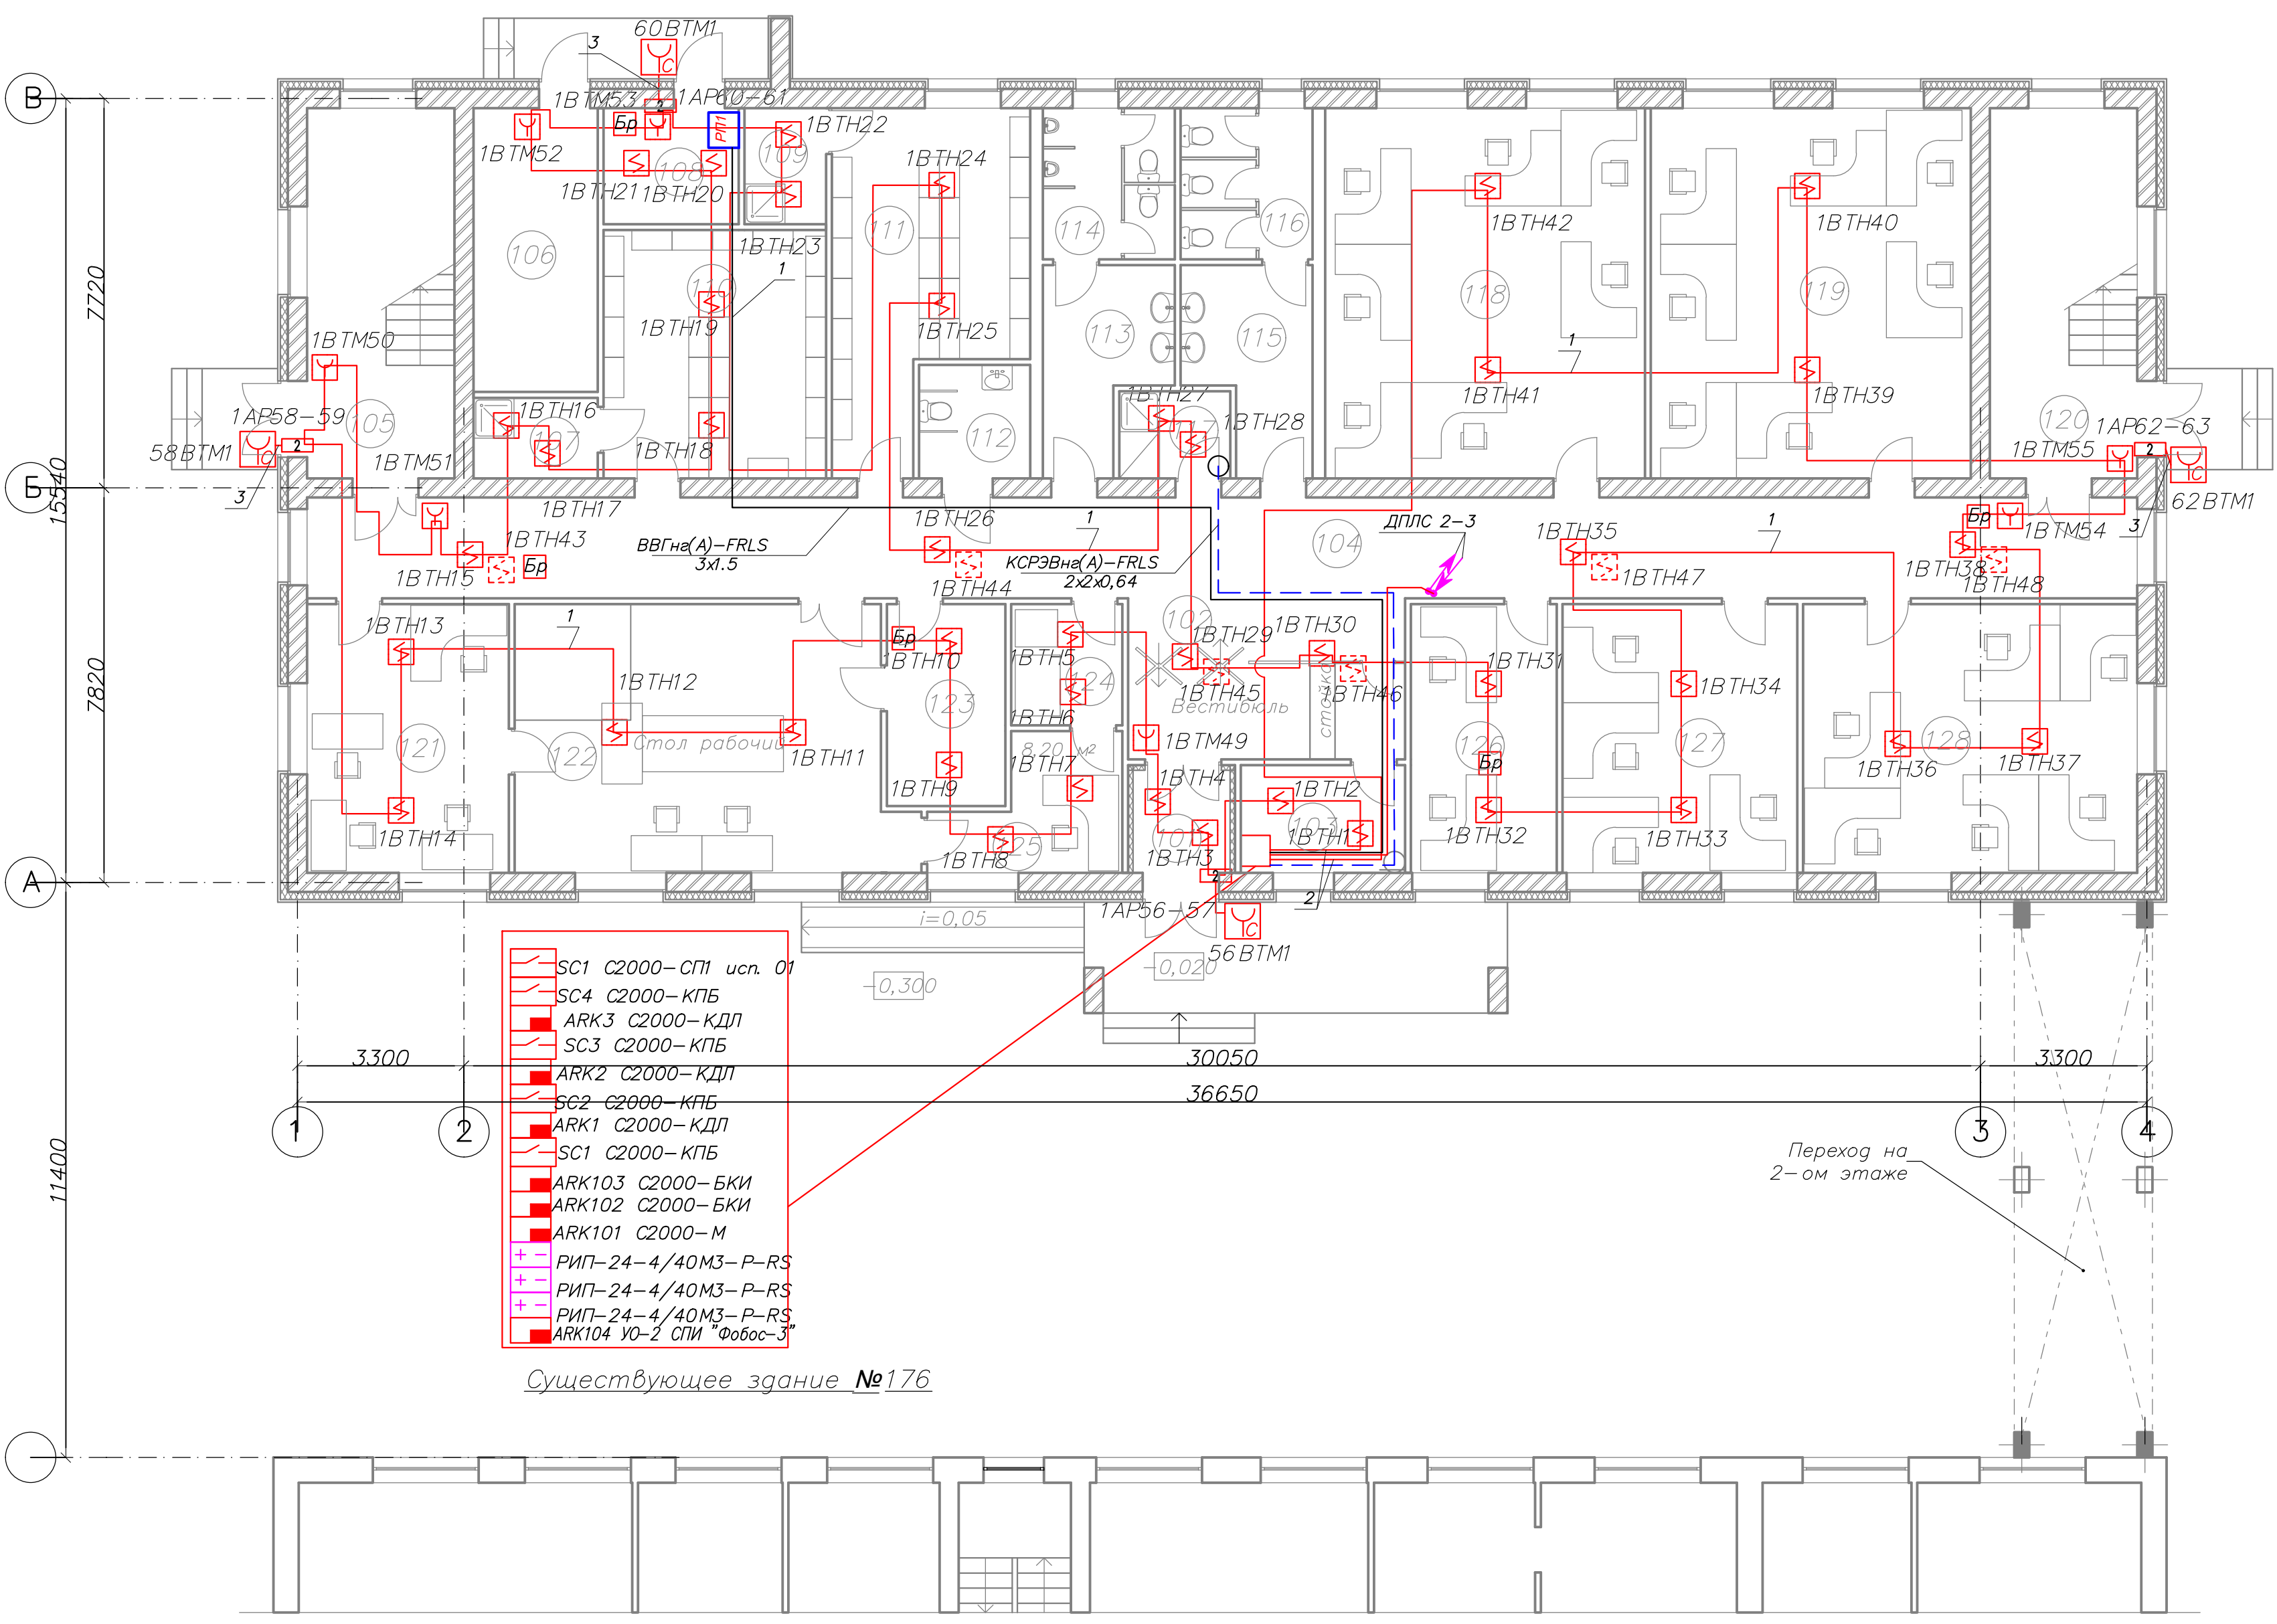 60ВТМ1
3
В
1ВТМ53
1АР60-61
2
Бр
РП1
1ВТН22
1ВТМ52
108
109
1ВТН24
1ВТН21
1ВТН20
1ВТН42
1ВТН40
106
111
114
116
1ВТН23
1
110
118
119
7720
1ВТН19
1ВТН25
113
115
1ВТМ50
1
1АР58-59
105
1ВТН16
1ВТН27
1ВТН28
1ВТН41
1ВТН39
120
1АР62-63
107
112
117
58ВТМ1
С
2
1ВТМ51
1ВТН18
1ВТМ55
2
С
62ВТМ1
Б
15540
3
1ВТН17
1ВТН26
1
ДПЛС 2-3
1ВТН35
1
Бр
1ВТМ54
3
1ВТН43
Бр
ВВГнг(А)-FRLS
3х1.5
КСРЭВнг(А)-FRLS
2х2х0,64
104
1ВТН15
1ВТН44
1ВТН47
1ВТН38
1ВТН48
7820
1ВТН13
1
102
1ВТН29
1ВТН30
Бр
1ВТН10
1ВТН5
1ВТН31
1ВТН12
123
124
1ВТН45
1ВТН46
1ВТН34
Вестибюль
стойка
1ВТН6
121
122
Стол рабочий
1ВТН11
8,20 м2
1ВТМ49
126
Бр
127
128
1ВТН7
1ВТН36
1ВТН37
1ВТН9
1ВТН4
1ВТН2
1ВТН14
1ВТН8
125
101
1ВТН3
103
1ВТН1
1ВТН32
1ВТН33
А
2
2
1АР56-57
С
56ВТМ1
i=0,05
-0,020
-0,300
SC1 С2000-СП1 исп. 01
SC4 С2000-КПБ
ARK3 С2000-КДЛ
SC3 С2000-КПБ
ARK2 С2000-КДЛ
SC2 С2000-КПБ
ARK1 С2000-КДЛ
SC1 С2000-КПБ
ARK103 С2000-БКИ
ARK102 С2000-БКИ
ARK101 С2000-М
+ - РИП-24-4/40М3-Р-RS
+ - РИП-24-4/40М3-Р-RS
+ - РИП-24-4/40М3-Р-RS
ARK104 УО-2 СПИ "Фобос-3"
3300
30050
3300
36650
1
2
3
4
11400
Переход на
2-ом этаже
Существующее здание №176